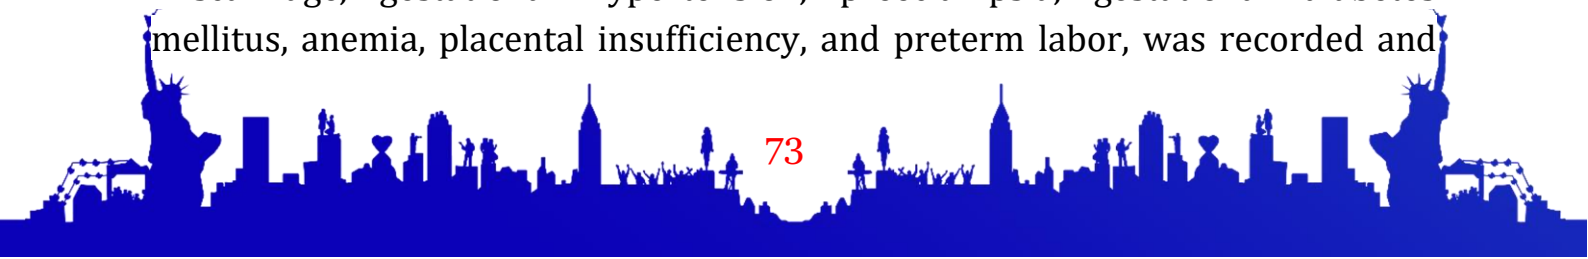 mellitus, anemia, placental insufficiency, and preterm labor, was recorded and
73